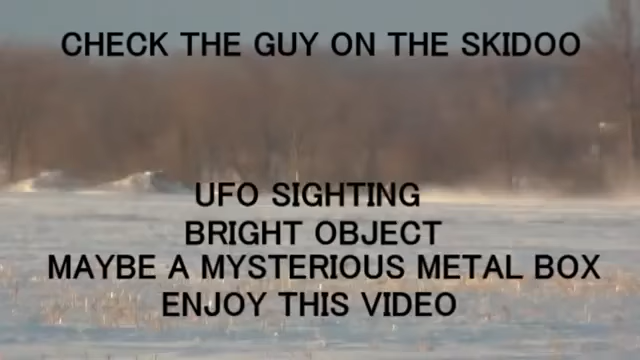 CHECK THE GUY ON THE SKIDOO
UFO SIGHTING
BRIGHT OBJECT
MAYBE A MYSTERIOUS METAL BOX
ENJOY THIS VIDEO